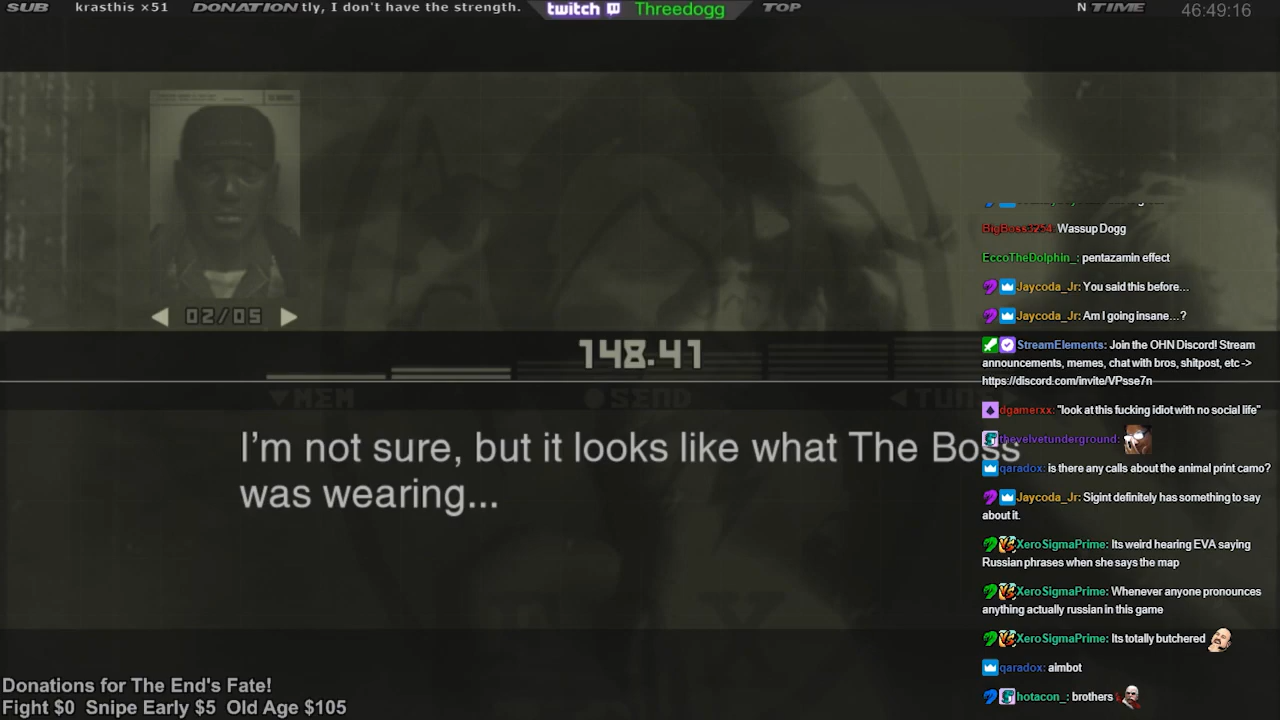 SUB krasthis ×51 DONATION tly, I don't have the strength. twitch Threedogg TOP N TIME 46:49:16
02/05
148.41
MEM SEND TUN
I'm not sure, but it looks like what The Boss
was wearing...
BigBoss1254: Wassup Dogg
EccoTheDolphin_: pentazamin effect
Jaycoda_Jr: You said this before...
Jaycoda_Jr: Am I going insane...?
StreamElements: Join the OHN Discord! Stream
announcements, memes, chat with bros, shitpost, etc ->
https://discord.com/invite/VPsse7n
dgamerxx: "look at this fucking idiot with no social life"
thevelvetunderground:
qaradox: is there any calls about the animal print camo?
Jaycoda_Jr: Sigint definitely has something to say
about it.
XeroSigmaPrime: Its weird hearing EVA saying
Russian phrases when she says the map
XeroSigmaPrime: Whenever anyone pronounces
anything actually russian in this game
XeroSigmaPrime: Its totally butchered
qaradox: aimbot
hotacon_: brothers
Donations for The End's Fate!
Fight $0 Snipe Early $5 Old Age $105